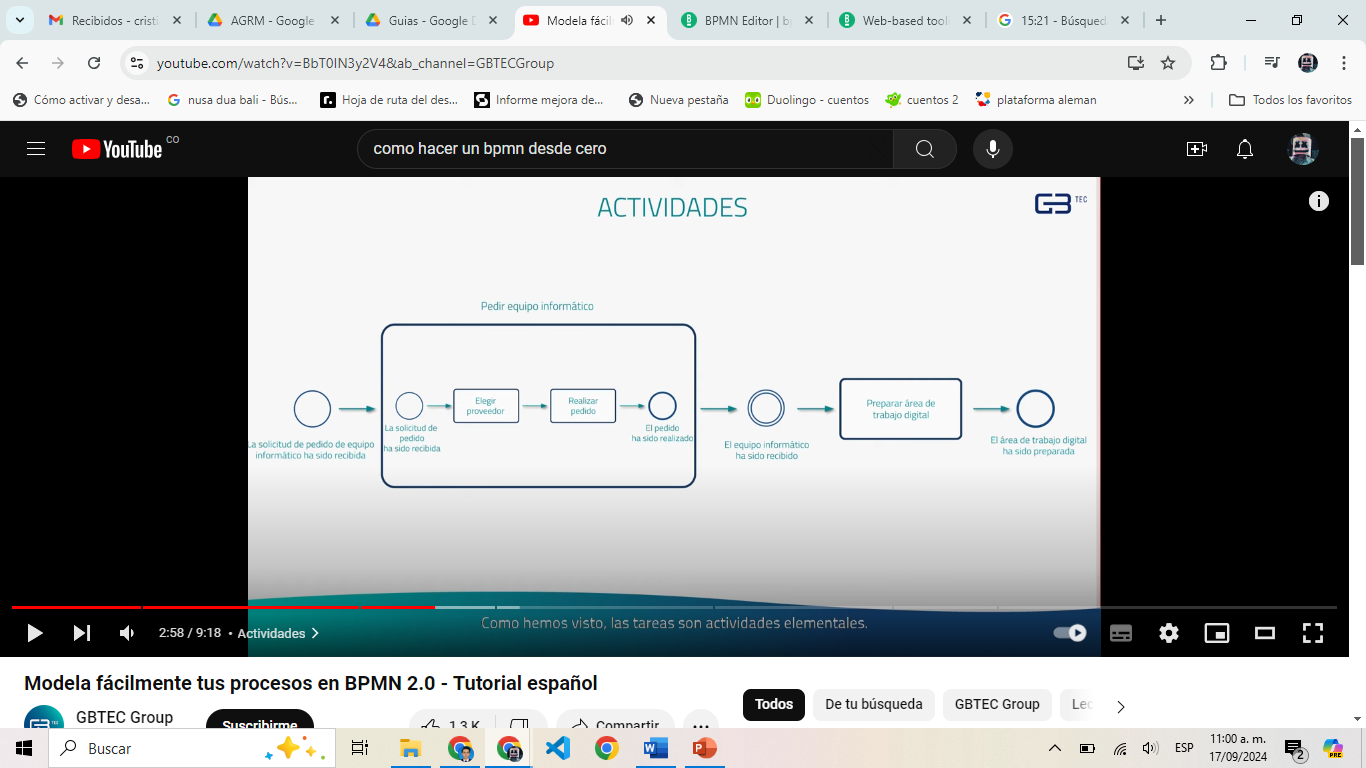 Recibidos - cristi
AGRM - Google
Guias - Google D
Modela fácil
BPMN Editor | bp
Web-based tool
15:21 - Búsqued
youtube.com/watch?v=BbT0IN3y2V4&ab_channel=GBTECGroup
Cómo activar y desa...
nusa dua bali - Bús...
Hoja de ruta del des...
Informe mejora de...
Nueva pestaña
Duolingo - cuentos
cuentos 2
plataforma aleman
Todos los favoritos
YouTube CO
como hacer un bpmn desde cero
ACTIVIDADES
GB TEC
Pedir equipo informático
La solicitud de pedido de equipo
informático ha sido recibida
La solicitud de
pedido
ha sido recibida
Elegir
proveedor
Realizar
pedido
El pedido
ha sido realizado
El equipo informático
ha sido recibido
Preparar área de
trabajo digital
El área de trabajo digital
ha sido preparada
Como hemos visto, las tareas son actividades elementales.
2:58 / 9:18 • Actividades
Modela fácilmente tus procesos en BPMN 2.0 - Tutorial español
GBTEC Group
Suscribirme
1.3 K
Compartir
Todos
De tu búsqueda
GBTEC Group
Lec
Buscar
ESP
11:00 a. m.
17/09/2024
2
PRE